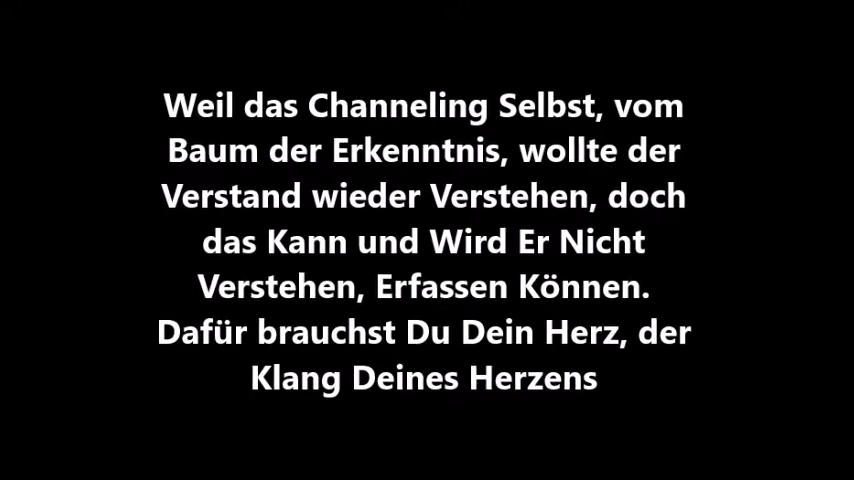 Weil das Channeling Selbst, vom
Baum der Erkenntnis, wollte der
Verstand wieder Verstehen, doch
das Kann und Wird Er Nicht
Verstehen, Erfassen Können.
Dafür brauchst Du Dein Herz, der
Klang Deines Herzens